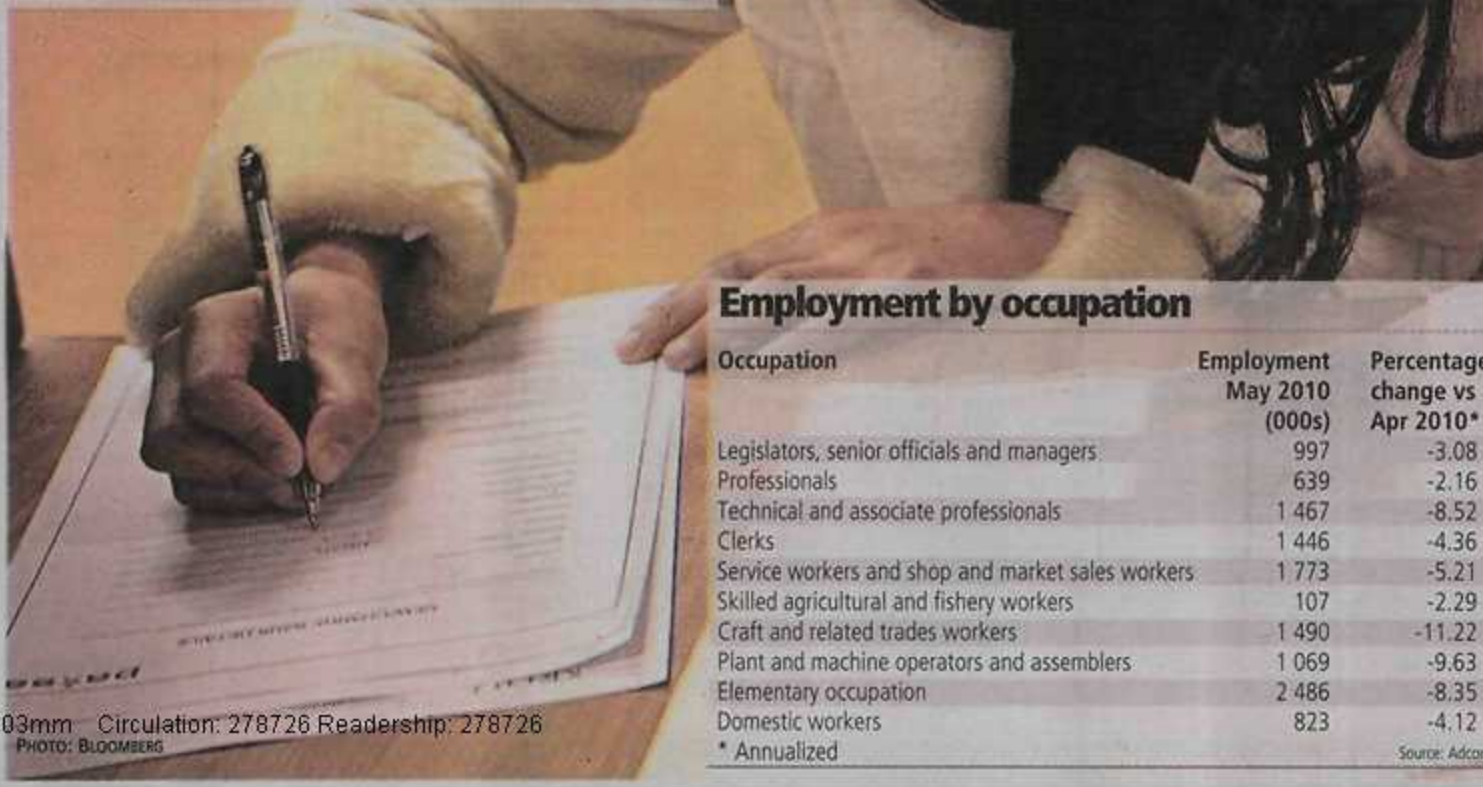 Employment by occupation
Occupation Employment May 2010 (000s) Percentage change vs Apr 2010*
Legislators, senior officials and managers 997 -3.08
Professionals 639 -2.16
Technical and associate professionals 1 467 -8.52
Clerks 1 446 -4.36
Service workers and shop and market sales workers 1 773 -5.21
Skilled agricultural and fishery workers 107 -2.29
Craft and related trades workers 1 490 -11.22
Plant and machine operators and assemblers 1 069 -9.63
Elementary occupation 2 486 -8.35
Domestic workers 823 -4.12
* Annualized
Source:
03mm Circulation: 278726 Readership: 278726
PHOTO: BLOOMBERG